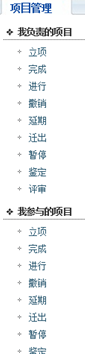 项目管理
我负责的项目
立项
完成
进行
撤销
延期
迁出
暂停
鉴定
评审
我参与的项目
立项
完成
进行
撤销
延期
迁出
暂停
鉴定